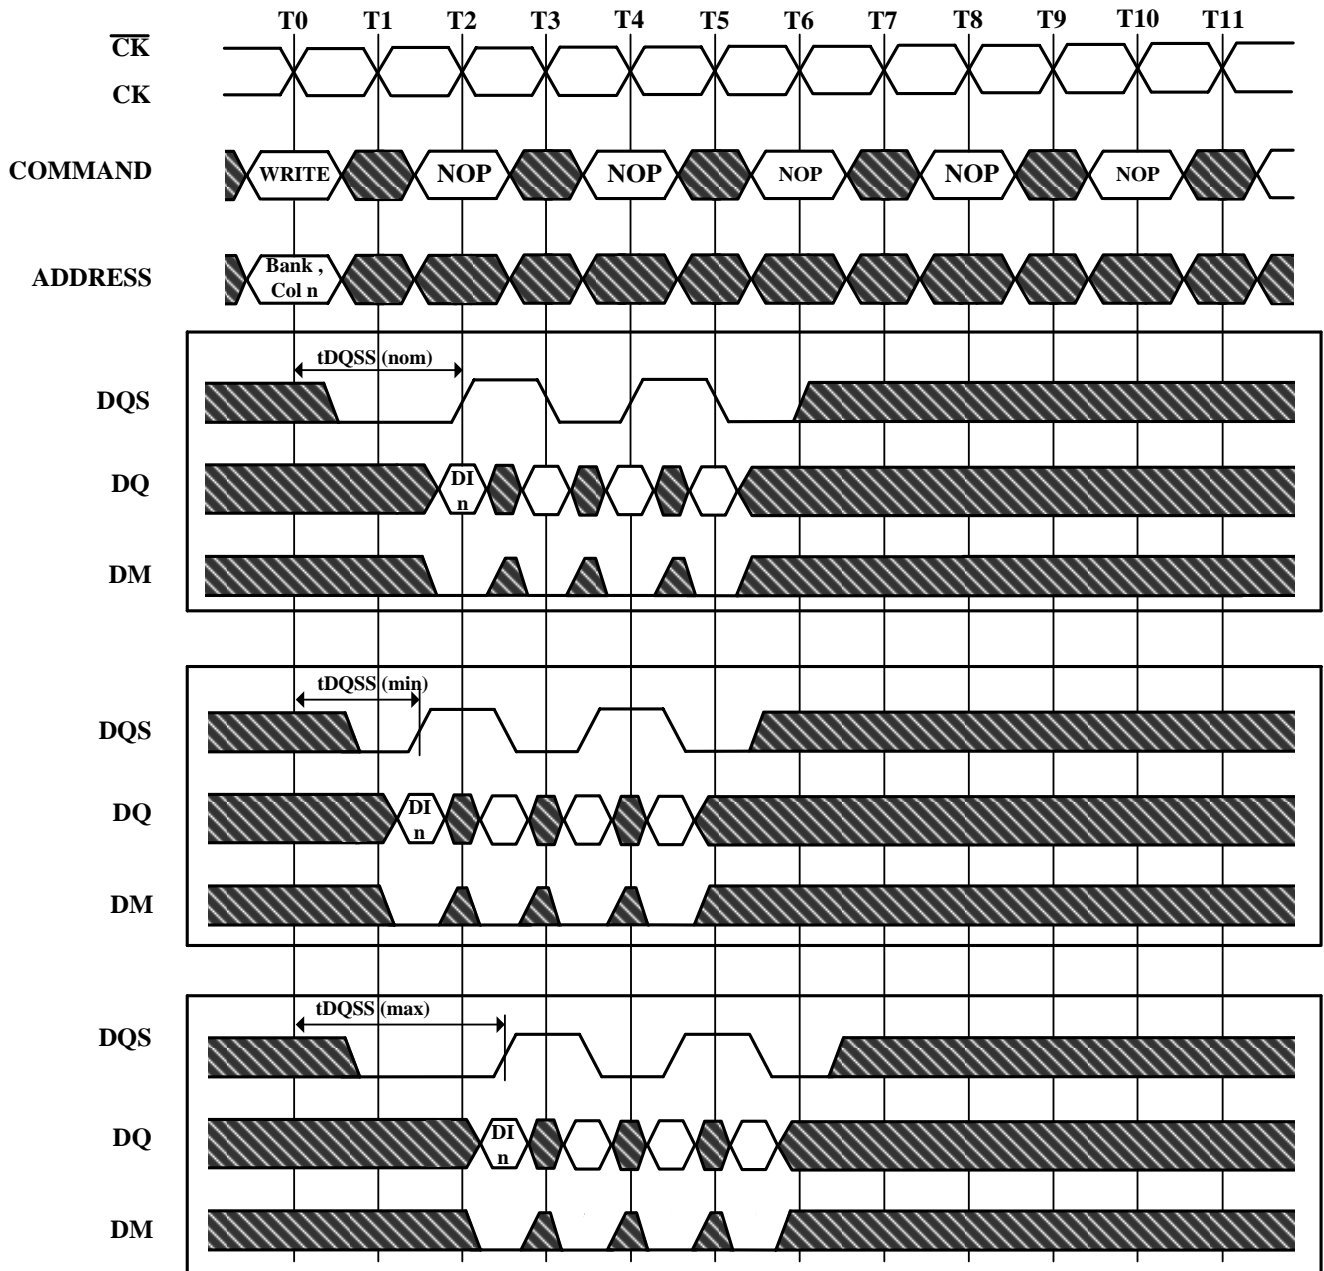 T0 T1 T2 T3 T4 T5 T6 T7 T8 T9 T10 T11
CK
CK
COMMAND WRITE NOP NOP NOP NOP NOP
ADDRESS Bank ,
Col n
tDQSS (nom)
DQS
DQ DI
n
DM
tDQSS (min)
DQS
DQ DI
n
DM
tDQSS (max)
DQS
DQ DI
n
DM